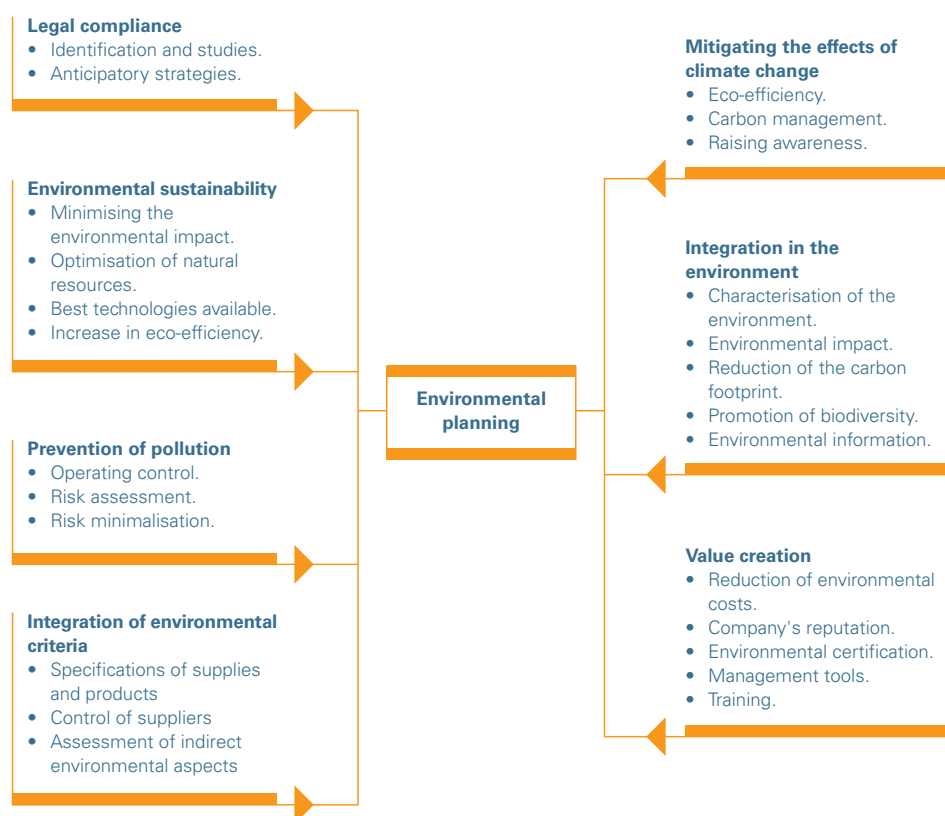 Legal compliance
• Identification and studies.
• Anticipatory strategies.
Environmental sustainability
• Minimising the
environmental impact.
• Optimisation of natural
resources.
• Best technologies available.
• Increase in eco-efficiency.
Prevention of pollution
• Operating control.
• Risk assessment.
• Risk minimalisation.
Integration of environmental
criteria
• Specifications of supplies
and products
• Control of suppliers
• Assessment of indirect
environmental aspects
Environmental
planning
Mitigating the effects of
climate change
• Eco-efficiency.
• Carbon management.
• Raising awareness.
Integration in the
environment
• Characterisation of the
environment.
• Environmental impact.
• Reduction of the carbon
footprint.
• Promotion of biodiversity.
• Environmental information.
Value creation
• Reduction of environmental
costs.
• Company's reputation.
• Environmental certification.
• Management tools.
• Training.